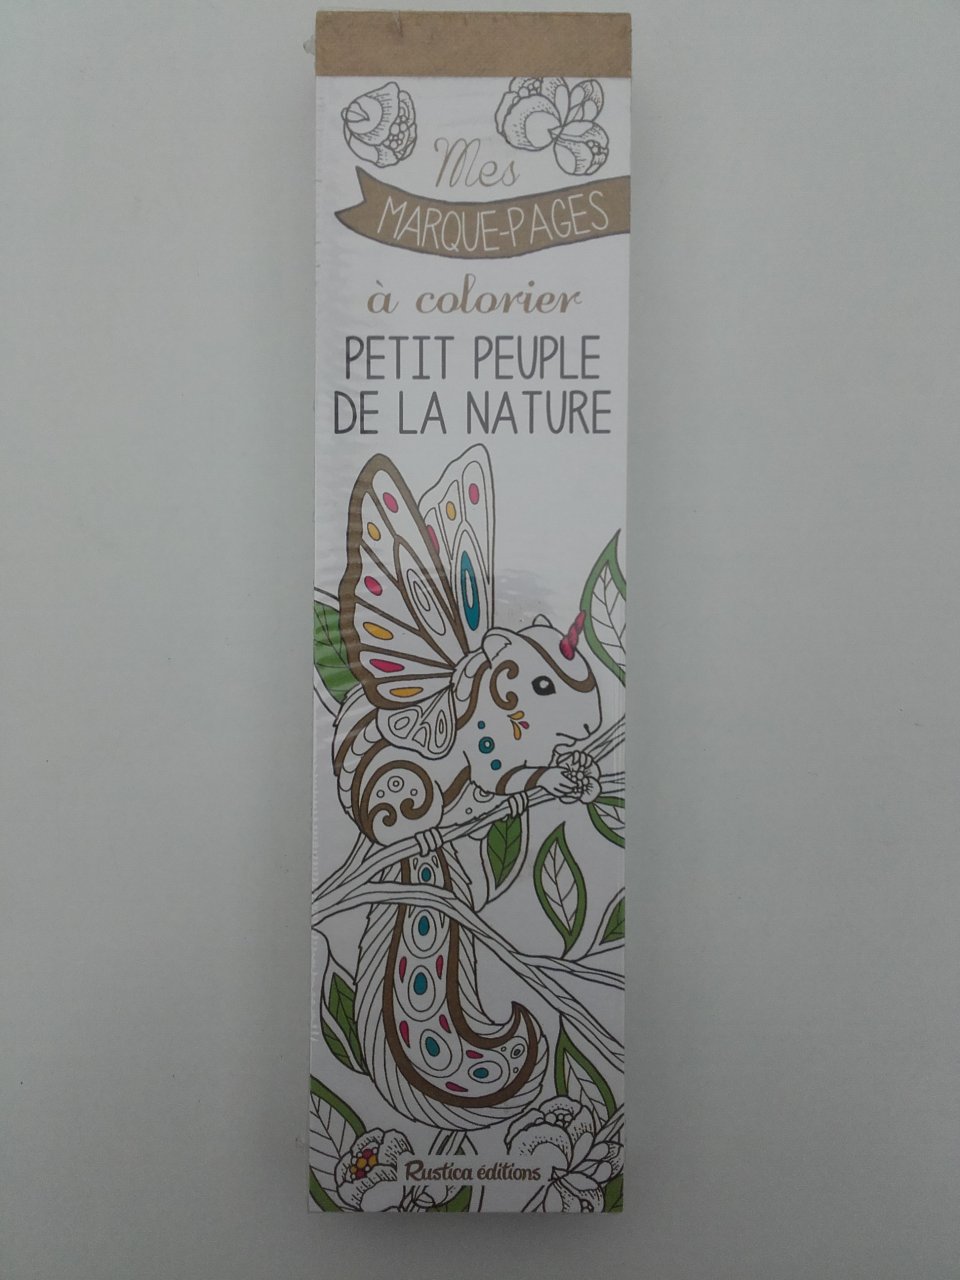 Mes
MARQUE-PAGES
à colorier
PETIT PEUPLE
DE LA NATURE
Rustica éditions